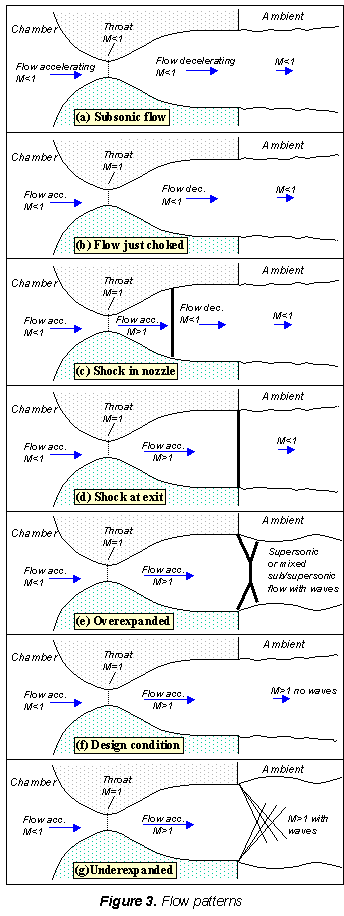 Chamber
Throat
M<1
Ambient
Flow accelerating
M<1
Flow decelerating
M<1
M<1
(a) Subsonic flow
Chamber
Throat
M=1
Ambient
Flow acc.
M<1
Flow dec.
M<1
M<1
(b) Flow just choked
Chamber
Throat
M=1
Ambient
Flow acc.
M<1
Flow acc.
M>1
Flow dec.
M<1
M<1
(c) Shock in nozzle
Chamber
Throat
M=1
Ambient
Flow acc.
M<1
Flow acc.
M>1
M<1
(d) Shock at exit
Chamber
Throat
M=1
Ambient
Flow acc.
M<1
Flow acc.
M>1
Supersonic
or mixed
sub/supersonic
flow with waves
(e) Overexpanded
Chamber
Throat
M=1
Ambient
Flow acc.
M<1
Flow acc.
M>1
M>1 no waves
(f) Design condition
Chamber
Throat
M=1
Ambient
Flow acc.
M<1
Flow acc.
M>1
M>1 with
waves
(g)Underexpanded
Figure 3. Flow patterns